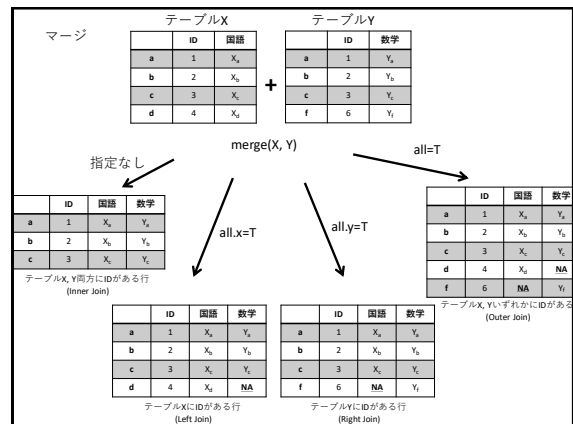 マージ
テーブルX
テーブルY
ID 国語
a 1 Xa
b 2 Xb
c 3 Xc
d 4 Xd
+
ID 数学
a 1 Ya
b 2 Yb
c 3 Yc
f 6 Yf
merge(X, Y)
指定なし
all.x=T
all.y=T
all=T
ID 国語 数学
a 1 Xa Ya
b 2 Xb Yb
c 3 Xc Yc
テーブルX, Y両方にIDがある行
(Inner Join)
ID 国語 数学
a 1 Xa Ya
b 2 Xb Yb
c 3 Xc Yc
d 4 Xd NA
テーブルXにIDがある行
(Left Join)
ID 国語 数学
a 1 Xa Ya
b 2 Xb Yb
c 3 Xc Yc
f 6 NA Yf
テーブルYにIDがある行
(Right Join)
ID 国語 数学
a 1 Xa Ya
b 2 Xb Yb
c 3 Xc Yc
d 4 Xd NA
f 6 NA Yf
テーブルX, YいずれかにIDがある
(Outer Join)